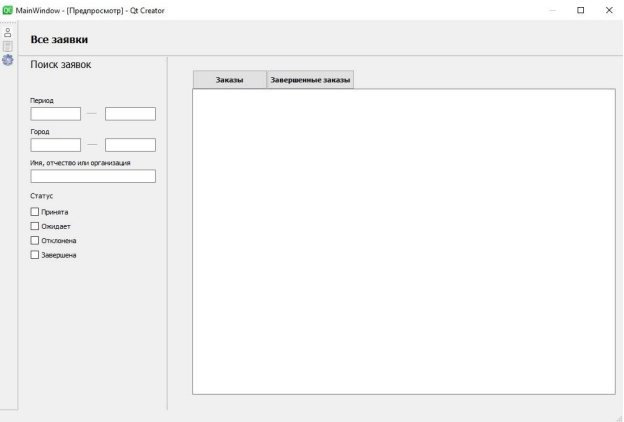 MainWindow - [Предпросмотр] - Qt Creator
Все заявки
Поиск заявок
Заказы Завершенные заказы
Период
Город
Имя, отчество или организация
Статус
Принята
Ожидает
Отклонена
Завершена